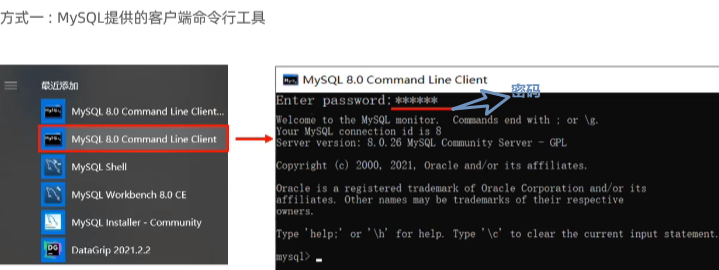 方式一：MySQL提供的客户端命令行工具
最近添加
MySQL 8.0 Command Line Client...
MySQL 8.0 Command Line Client
MySQL Shell
MySQL Workbench 8.0 CE
MySQL Installer - Community
DataGrip 2021.2.2
MySQL 8.0 Command Line Client
Enter password: ******
密码
Welcome to the MySQL monitor.  Commands end with ; or \g.
Your MySQL connection id is 8
Server version: 8.0.26 MySQL Community Server - GPL
Copyright (c) 2000, 2021, Oracle and/or its affiliates.
Oracle is a registered trademark of Oracle Corporation and/or its
affiliates. Other names may be trademarks of their respective
owners.
Type 'help;' or '\h' for help. Type '\c' to clear the current input statement.
mysql>